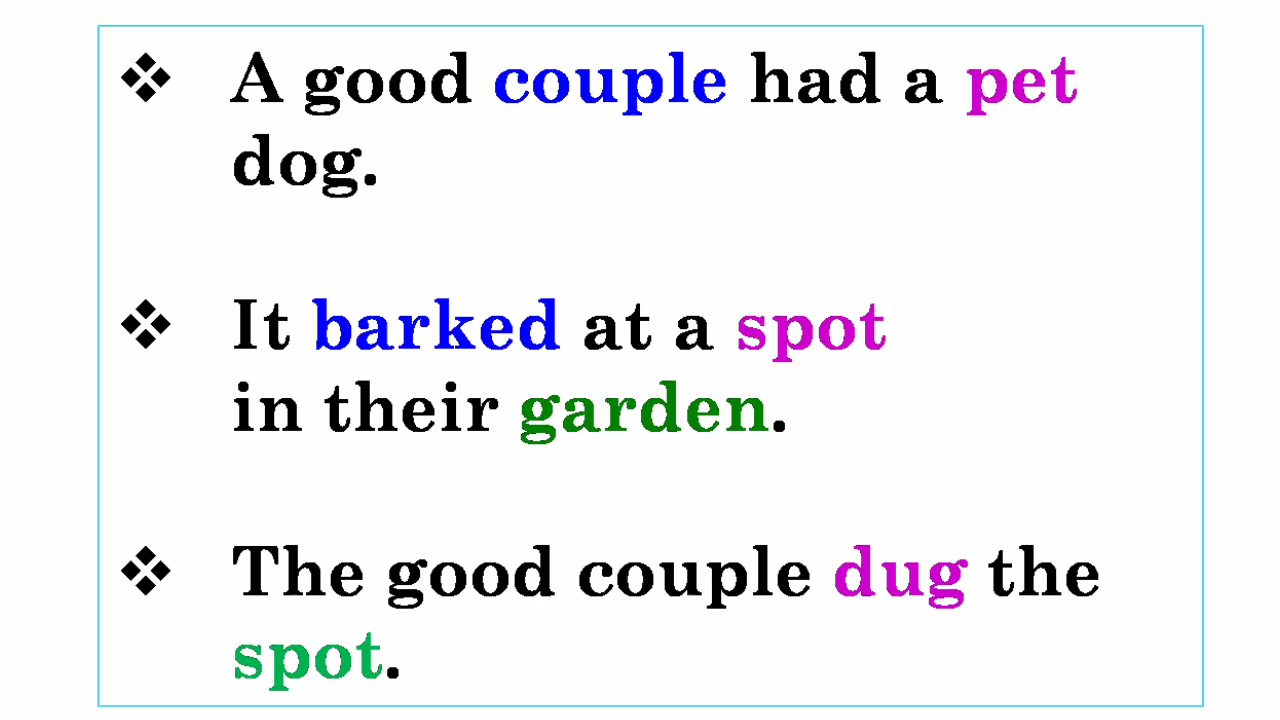 ❖ A good couple had a pet
dog.
❖ It barked at a spot
in their garden.
❖ The good couple dug the
spot.